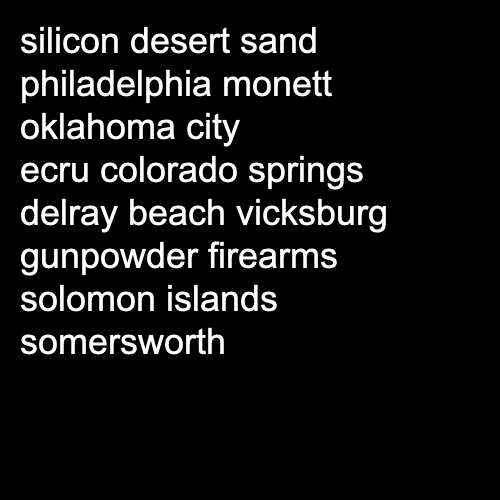 silicon desert sand
philadelphia monett
oklahoma city
ecru colorado springs
delray beach vicksburg
gunpowder firearms
solomon islands
somersworth